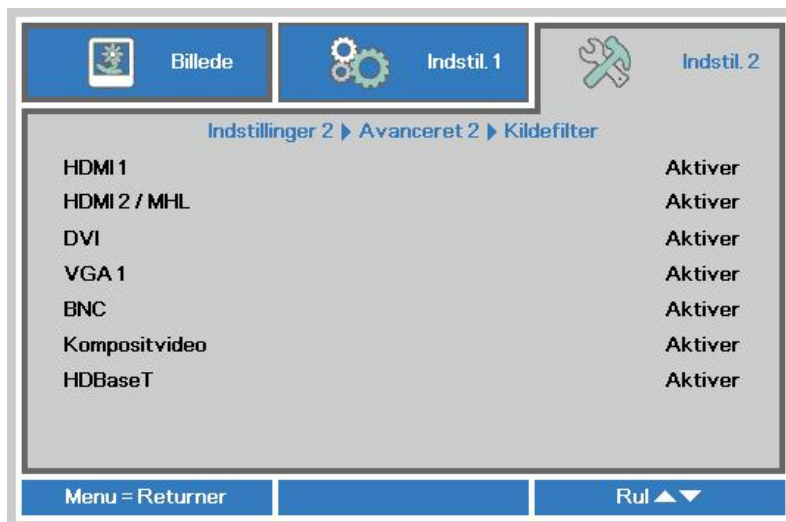 Billede
Indstil. 1
Indstil. 2
Indstillinger 2 ▶ Avanceret 2 ▶ Kildefilter
HDMI 1 Aktiver
HDMI 2 / MHL Aktiver
DVI Aktiver
VGA 1 Aktiver
BNC Aktiver
Kompositvideo Aktiver
HDBaseT Aktiver
Menu = Returner
Rul ▲▼